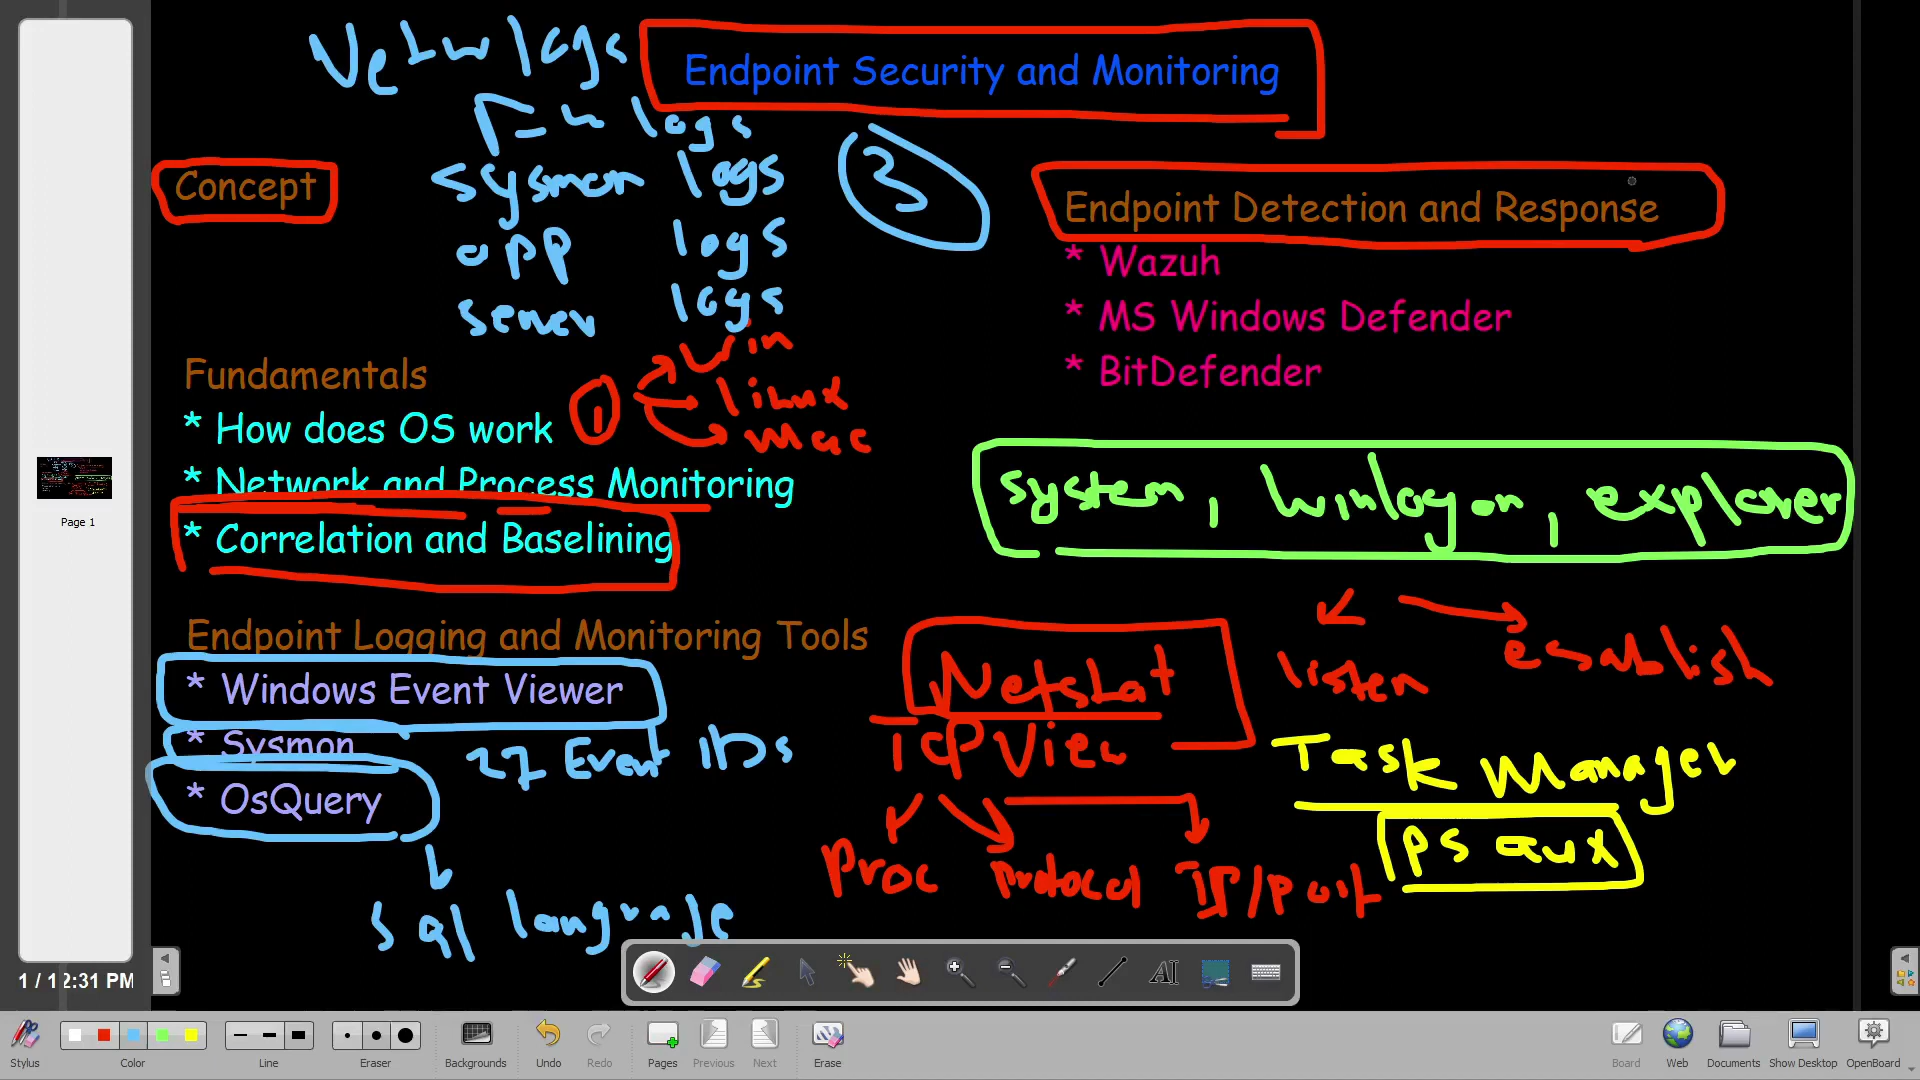 Netw logs
Endpoint Security and Monitoring
logs
3
Concept
sysmon logs
Endpoint Detection and Response
app logs
* Wazuh
server logs
* MS Windows Defender
win
Fundamentals
* BitDefender
1
linux
* How does OS work
mac
* Network and Process Monitoring
system, winlogon, explorer
* Correlation and Baselining
Endpoint Logging and Monitoring Tools
listen
establish
Netstat
* Windows Event Viewer
* Sysmon
27 Event IDs
TCPView
Task Manager
* OsQuery
ps aux
Proc
Protocol
IP/port
sql language
Page 1
1 / 1
2:31 PM
AI
Stylus
Color
Line
Eraser
Backgrounds
Undo
Redo
Pages
Previous
Next
Erase
Board
Web
Documents
Show Desktop
OpenBoard